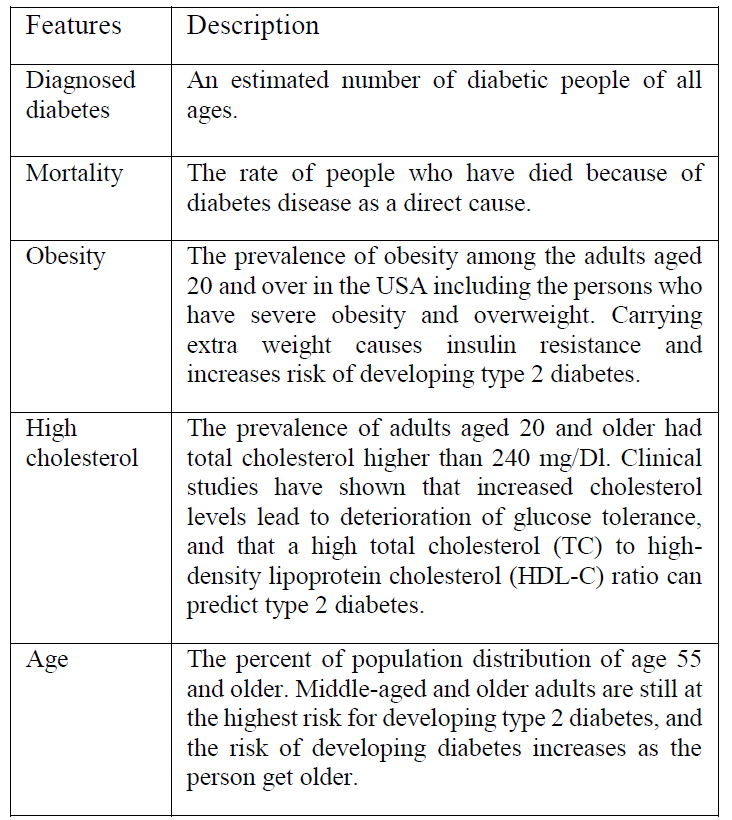 Features Description
Diagnosed An estimated number of diabetic people of all
diabetes ages.
Mortality The rate of people who have died because of
diabetes disease as a direct cause.
Obesity The prevalence of obesity among the adults aged
20 and over in the USA including the persons who
have severe obesity and overweight. Carrying
extra weight causes insulin resistance and
increases risk of developing type 2 diabetes.
High The prevalence of adults aged 20 and older had
cholesterol total cholesterol higher than 240 mg/Dl. Clinical
studies have shown that increased cholesterol
levels lead to deterioration of glucose tolerance,
and that a high total cholesterol (TC) to high-
density lipoprotein cholesterol (HDL-C) ratio can
predict type 2 diabetes.
Age The percent of population distribution of age 55
and older. Middle-aged and older adults are still at
the highest risk for developing type 2 diabetes, and
the risk of developing diabetes increases as the
person get older.